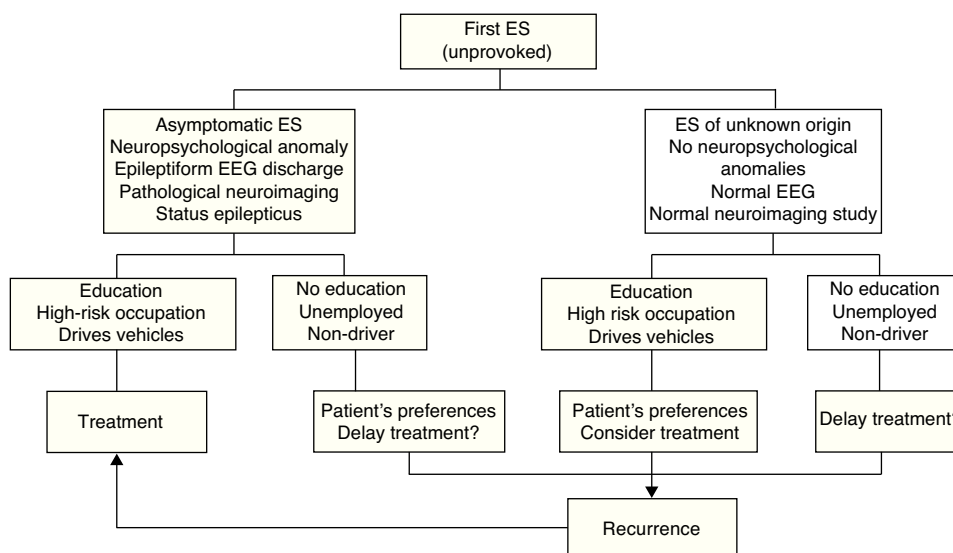 First ES
(unprovoked)
Asymptomatic ES
Neuropsychological anomaly
Epileptiform EEG discharge
Pathological neuroimaging
Status epilepticus
ES of unknown origin
No neuropsychological
anomalies
Normal EEG
Normal neuroimaging study
Education
High-risk occupation
Drives vehicles
No education
Unemployed
Non-driver
Education
High risk occupation
Drives vehicles
No education
Unemployed
Non-driver
Treatment
Patient's preferences
Delay treatment?
Patient's preferences
Consider treatment
Delay treatment?
Recurrence